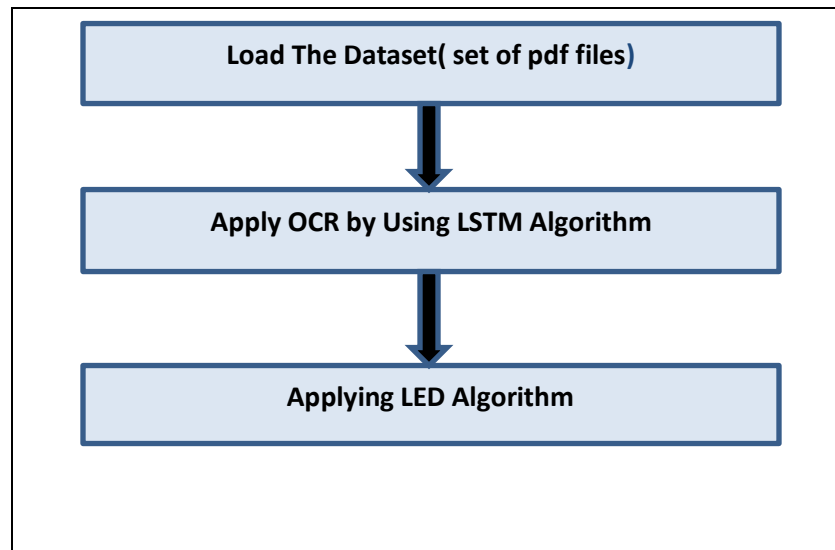 Load The Dataset( set of pdf files)
Apply OCR by Using LSTM Algorithm
Applying LED Algorithm